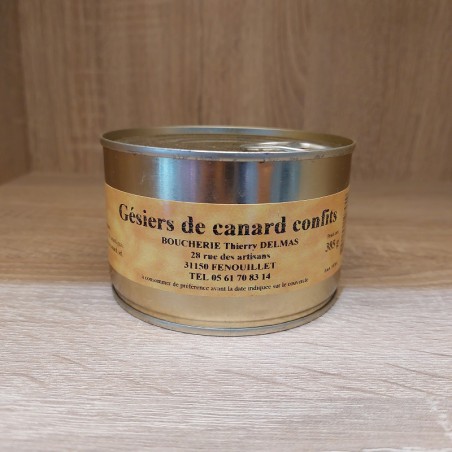 Gésiers de canard confits
BOUCHERIE Thierry DELMAS
28 rue des artisans
31150 FENOUILLET
TEL 05 61 70 83 14
a consommer de préférence avant la date indiquée sur le couvercle
385 g